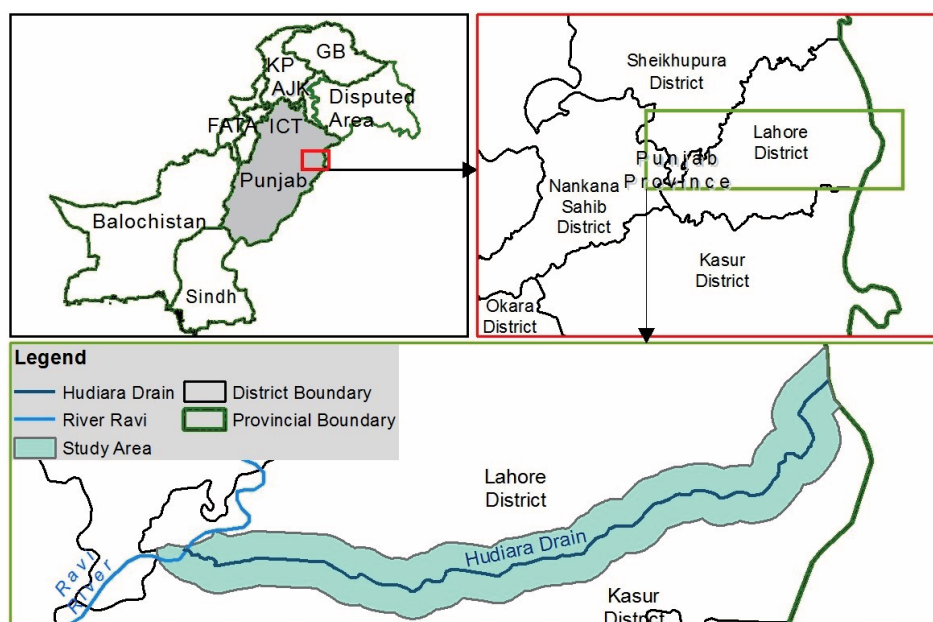 GB
KP
AJK
Disputed
Area
FATA
ICT
Punjab
Balochistan
Sindh
Sheikhupura
District
Lahore
District
Punjab
Province
Nankana
Sahib
District
Kasur
District
Okara
District
Legend
Hudiara Drain
District Boundary
River Ravi
Provincial Boundary
Study Area
Lahore
District
Hudiara Drain
Ravi
River
Kasur
District